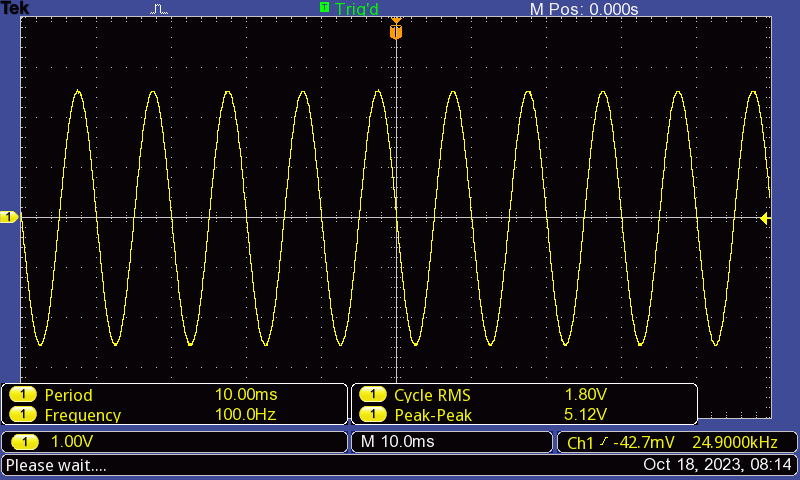 Tek T Trig'd M Pos: 0.000s
T
1
1 Period 10.00ms 1 Cycle RMS 1.80V
1 Frequency 100.0Hz 1 Peak-Peak 5.12V
1 1.00V M 10.0ms Ch1 -42.7mV 24.9000kHz
Please wait.... Oct 18, 2023, 08:14